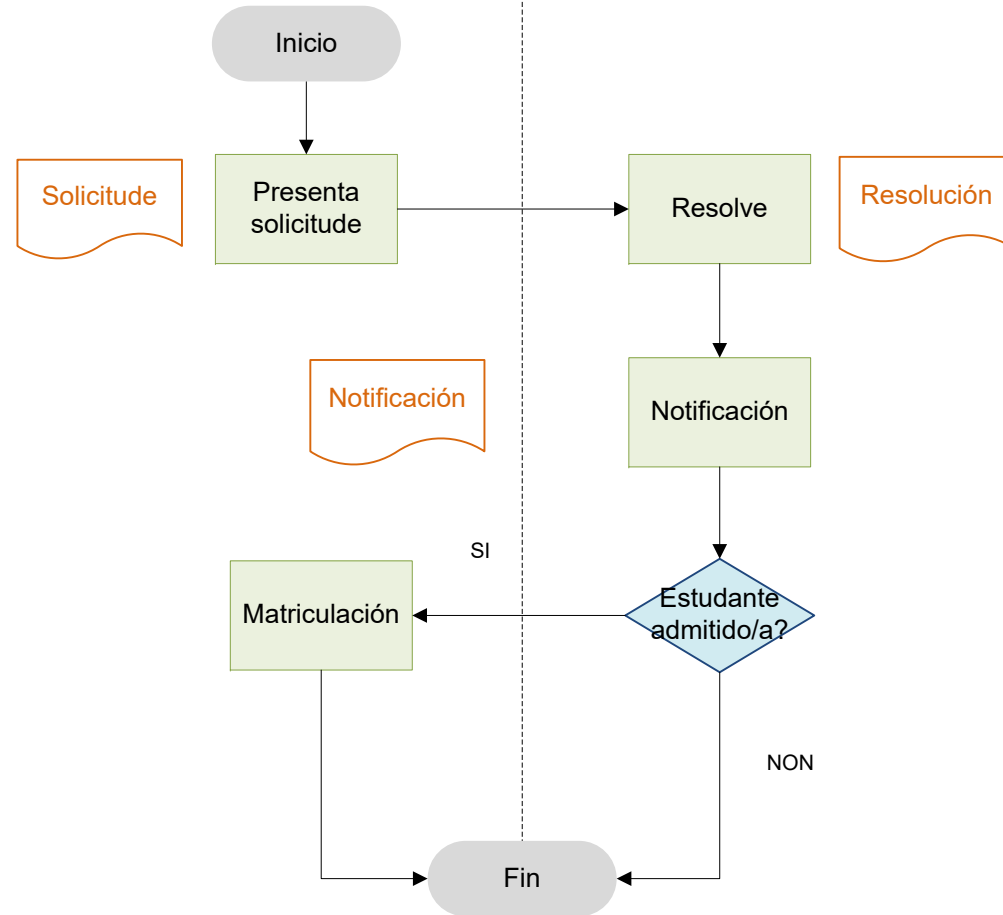 Inicio
Solicitude
Presenta
solicitude
Resolve
Resolución
Notificación
Notificación
SI
Matriculación
Estudante
admitido/a?
NON
Fin